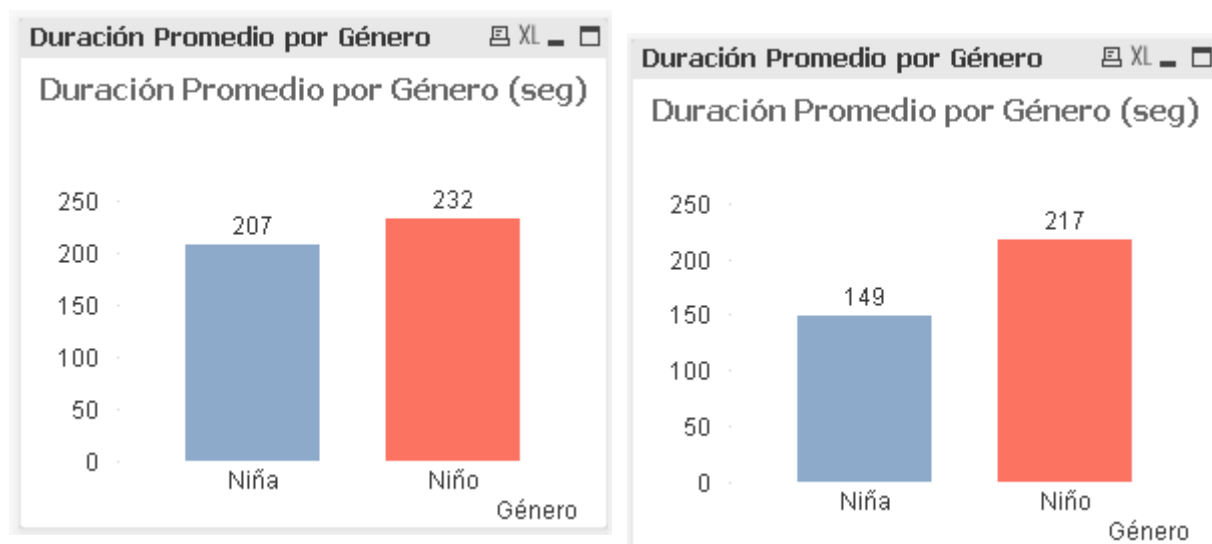 Duración Promedio por Género XL
Duración Promedio por Género (seg)
250
200
150
100
50
0
207
232
Niña
Niño
Género
Duración Promedio por Género XL
Duración Promedio por Género (seg)
250
200
150
100
50
0
149
217
Niña
Niño
Género